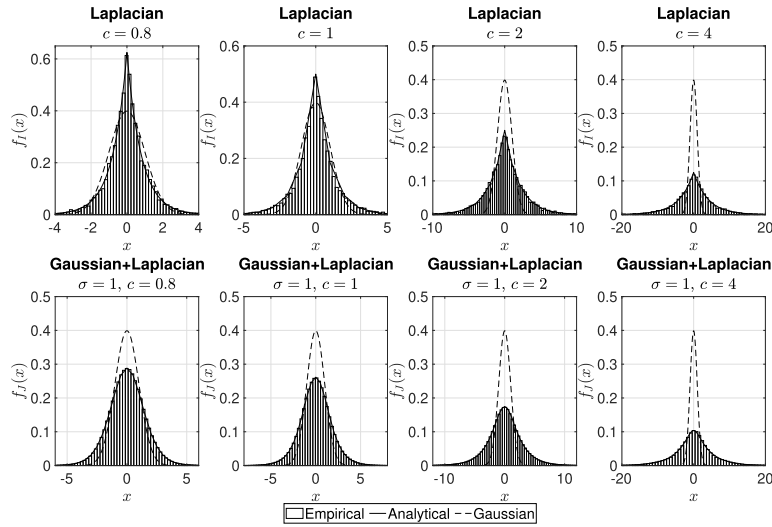 Laplacian Laplacian Laplacian Laplacian
c = 0.8 c = 1 c = 2 c = 4
0.6 0.4 0.2 0
f_I(x)
-4 -2 0 2 4
x
0.6 0.4 0.2 0
f_I(x)
-5 0 5
x
0.5 0.4 0.3 0.2 0.1 0
f_I(x)
-10 0 10
x
0.5 0.4 0.3 0.2 0.1 0
f_I(x)
-20 0 20
x
Gaussian+Laplacian Gaussian+Laplacian Gaussian+Laplacian Gaussian+Laplacian
σ = 1, c = 0.8 σ = 1, c = 1 σ = 1, c = 2 σ = 1, c = 4
0.5 0.4 0.3 0.2 0.1 0
f_J(x)
-5 0 5
x
0.5 0.4 0.3 0.2 0.1 0
f_J(x)
-5 0 5
x
0.5 0.4 0.3 0.2 0.1 0
f_J(x)
-10 0 10
x
0.5 0.4 0.3 0.2 0.1 0
f_J(x)
-20 0 20
x
Empirical Analytical Gaussian